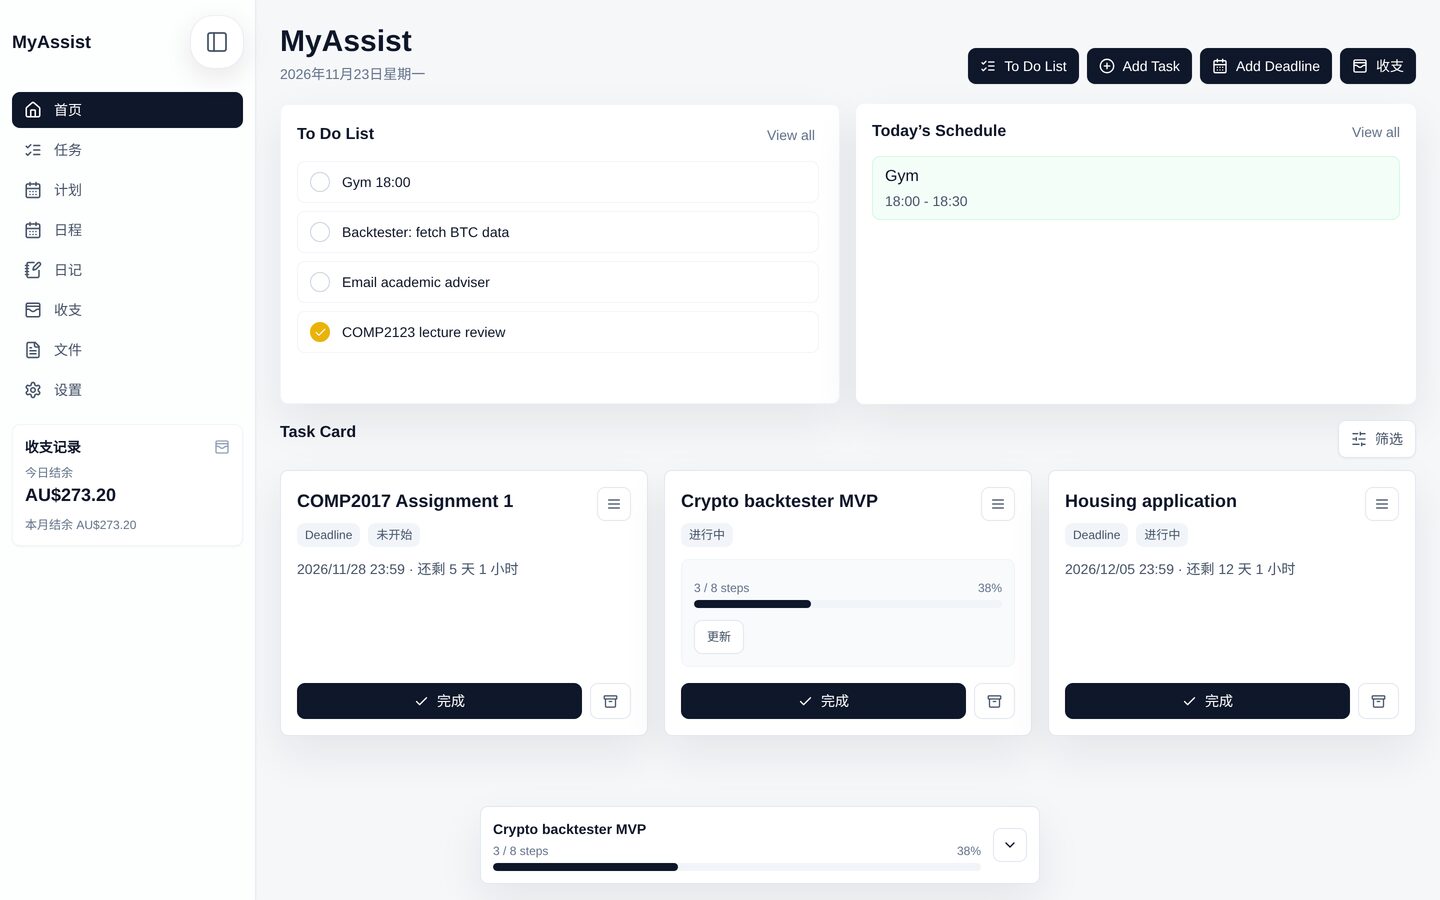 MyAssist
首页
任务
计划
日程
日记
收支
文件
设置
收支记录
今日结余
AU$273.20
本月结余 AU$273.20
MyAssist
2026年11月23日星期一
To Do List
Add Task
Add Deadline
收支
To Do List
View all
Gym 18:00
Backtester: fetch BTC data
Email academic adviser
COMP2123 lecture review
Today’s Schedule
View all
Gym
18:00 - 18:30
Task Card
筛选
COMP2017 Assignment 1
Deadline 未开始
2026/11/28 23:59 · 还剩 5 天 1 小时
完成
Crypto backtester MVP
进行中
3 / 8 steps 38%
更新
完成
Housing application
Deadline 进行中
2026/12/05 23:59 · 还剩 12 天 1 小时
完成
Crypto backtester MVP
3 / 8 steps 38%